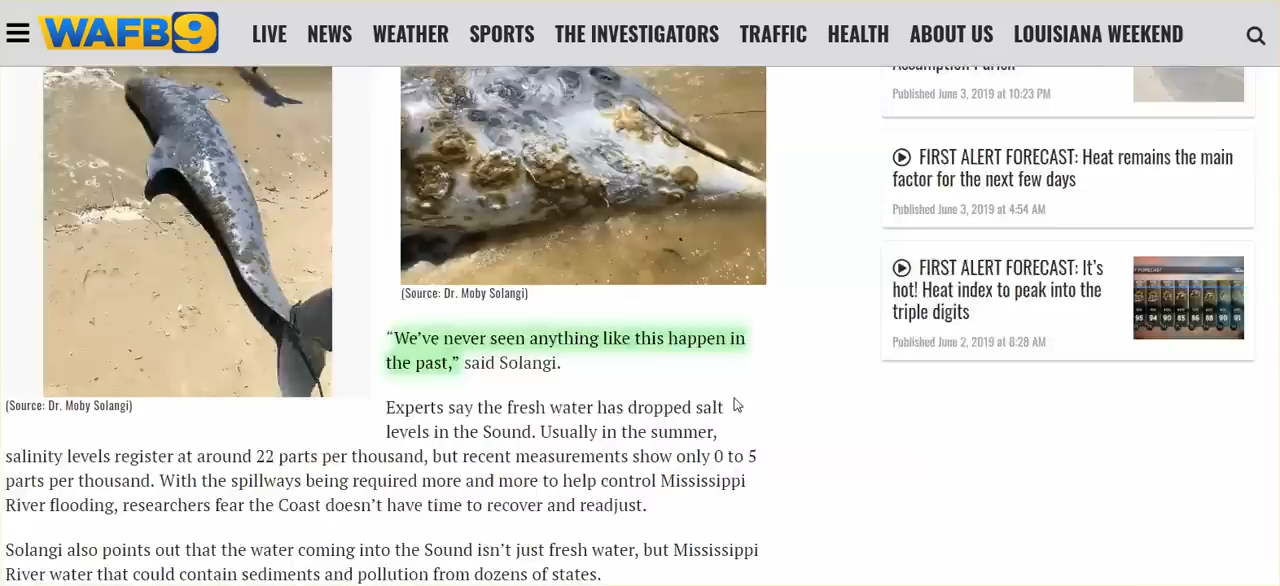 WAFB 9
LIVE NEWS WEATHER SPORTS THE INVESTIGATORS TRAFFIC HEALTH ABOUT US LOUISIANA WEEKEND
(Source: Dr. Moby Solangi)
(Source: Dr. Moby Solangi)
“We’ve never seen anything like this happen in
the past,” said Solangi.
Experts say the fresh water has dropped salt
levels in the Sound. Usually in the summer,
salinity levels register at around 22 parts per thousand, but recent measurements show only 0 to 5
parts per thousand. With the spillways being required more and more to help control Mississippi
River flooding, researchers fear the Coast doesn’t have time to recover and readjust.
Solangi also points out that the water coming into the Sound isn’t just fresh water, but Mississippi
River water that could contain sediments and pollution from dozens of states.
Assumption Parish
Published June 3, 2019 at 10:23 PM
FIRST ALERT FORECAST: Heat remains the main
factor for the next few days
Published June 3, 2019 at 4:54 AM
FIRST ALERT FORECAST: It’s
hot! Heat index to peak into the
triple digits
Published June 2, 2019 at 8:28 AM